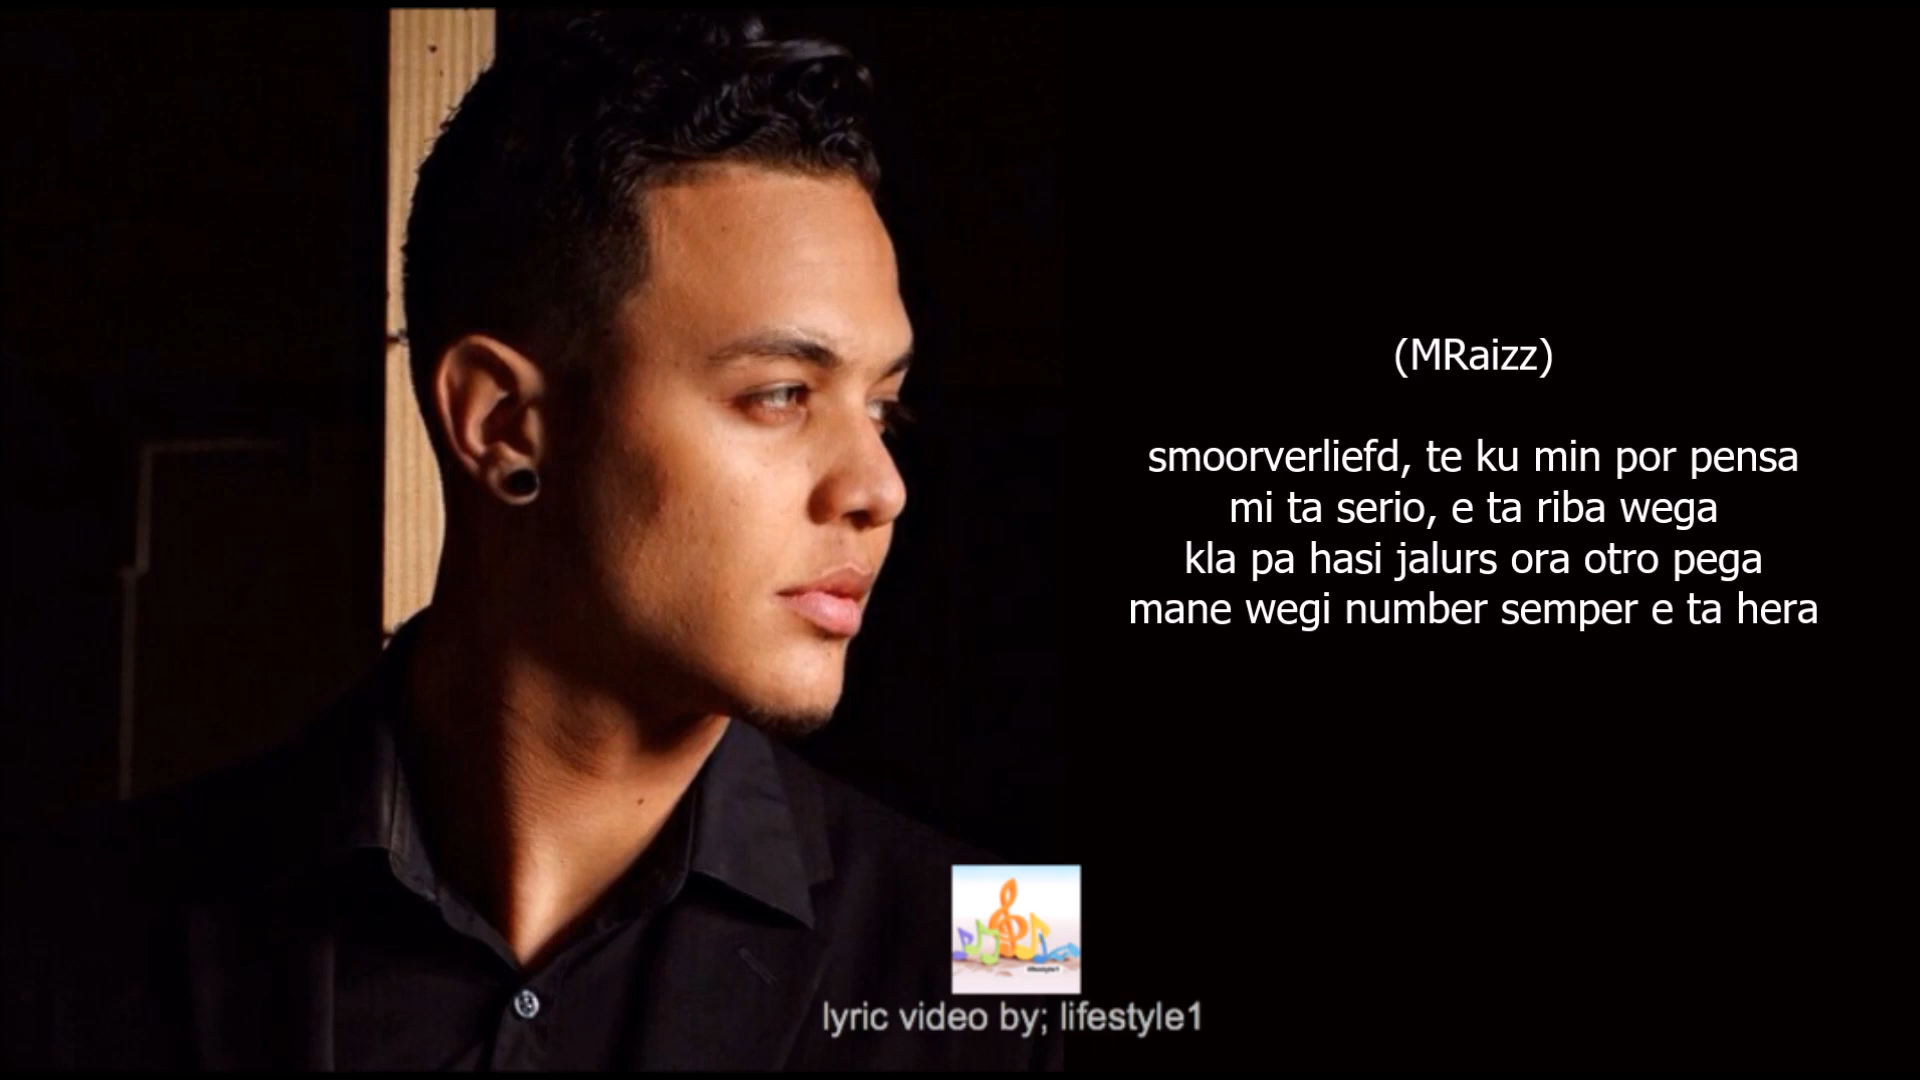 (MRaizz)
smoorverliefd, te ku min por pensa
mi ta serio, e ta riba wega
kla pa hasi jalurs ora otro pega
mane wegi number semper e ta hera
lifestyle1
lyric video by; lifestyle1